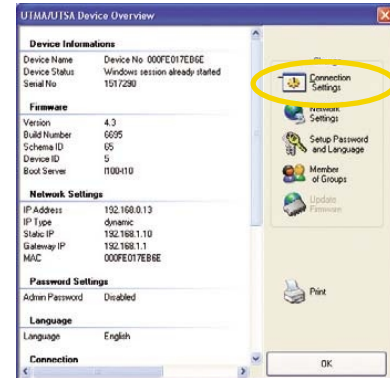 UTMA/UTSA Device Overview
Device Informations
Device Name Device No 000FE017EB6E
Device Status Windows session already started
Serial No 1517290
Firmware
Version 4.3
Build Number 6695
Schema ID 65
Device ID 5
Boot Server I100-I10
Network Settings
IP Address 192.168.0.13
IP Type dynamic
Static IP 192.168.1.10
Gateway IP 192.168.1.1
MAC 000FE017EB6E
Password Settings
Admin Password Disabled
Language
Language English
Connection
Connection
Settings
Network
Settings
Setup Password
and Language
Member
of Groups
Update
Firmware
Print
OK